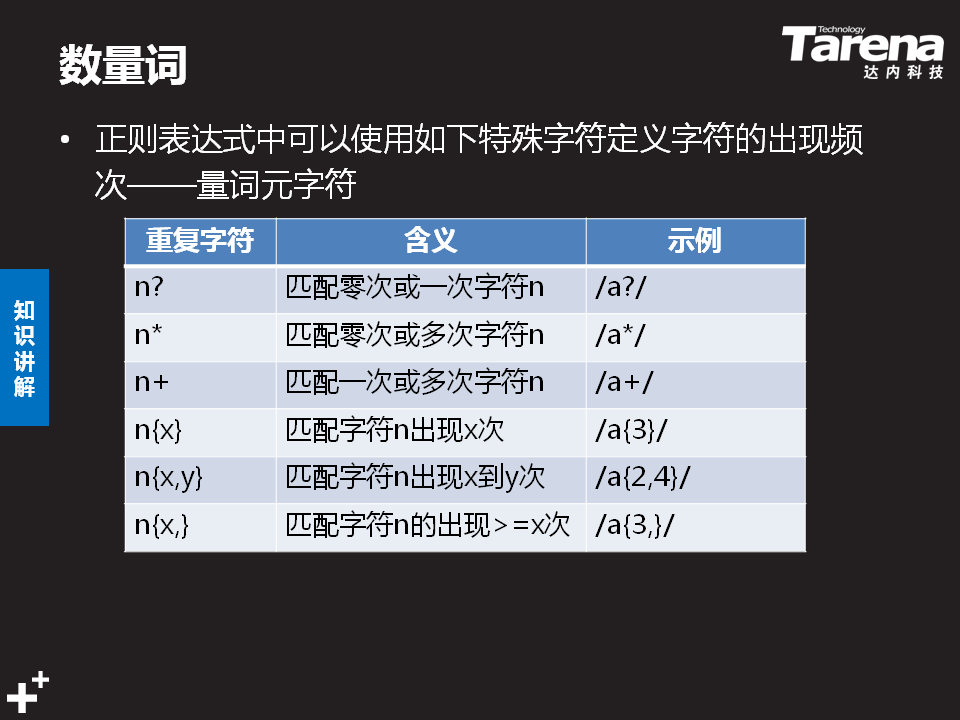 数量词
Technology
Tarena
达内科技
• 正则表达式中可以使用如下特殊字符定义字符的出现频
次——量词元字符
知识讲解
重复字符 含义 示例
n? 匹配零次或一次字符n /a?/
n* 匹配零次或多次字符n /a*/
n+ 匹配一次或多次字符n /a+/
n{x} 匹配字符n出现x次 /a{3}/
n{x,y} 匹配字符n出现x到y次 /a{2,4}/
n{x,} 匹配字符n的出现>=x次 /a{3,}/